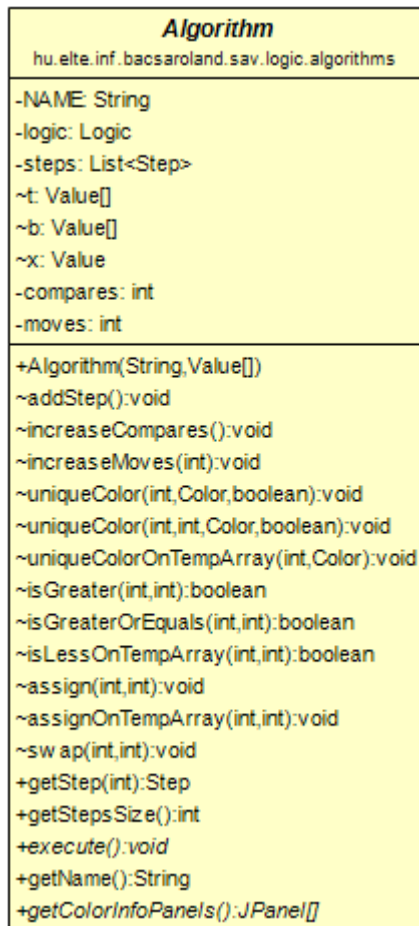 Algorithm
hu.elte.inf.bacsaroland.sav.logic.algorithms
-NAME: String
-logic: Logic
-steps: List<Step>
~t: Value[]
~b: Value[]
~x: Value
-compares: int
-moves: int
+Algorithm(String,Value[])
~addStep():void
~increaseCompares():void
~increaseMoves(int):void
~uniqueColor(int,Color,boolean):void
~uniqueColor(int,int,Color,boolean):void
~uniqueColorOnTempArray(int,Color):void
~isGreater(int,int):boolean
~isGreaterOrEquals(int,int):boolean
~isLessOnTempArray(int,int):boolean
~assign(int,int):void
~assignOnTempArray(int,int):void
~swap(int,int):void
+getStep(int):Step
+getStepsSize():int
+execute():void
+getName():String
+getColorInfoPanels():JPanel[]